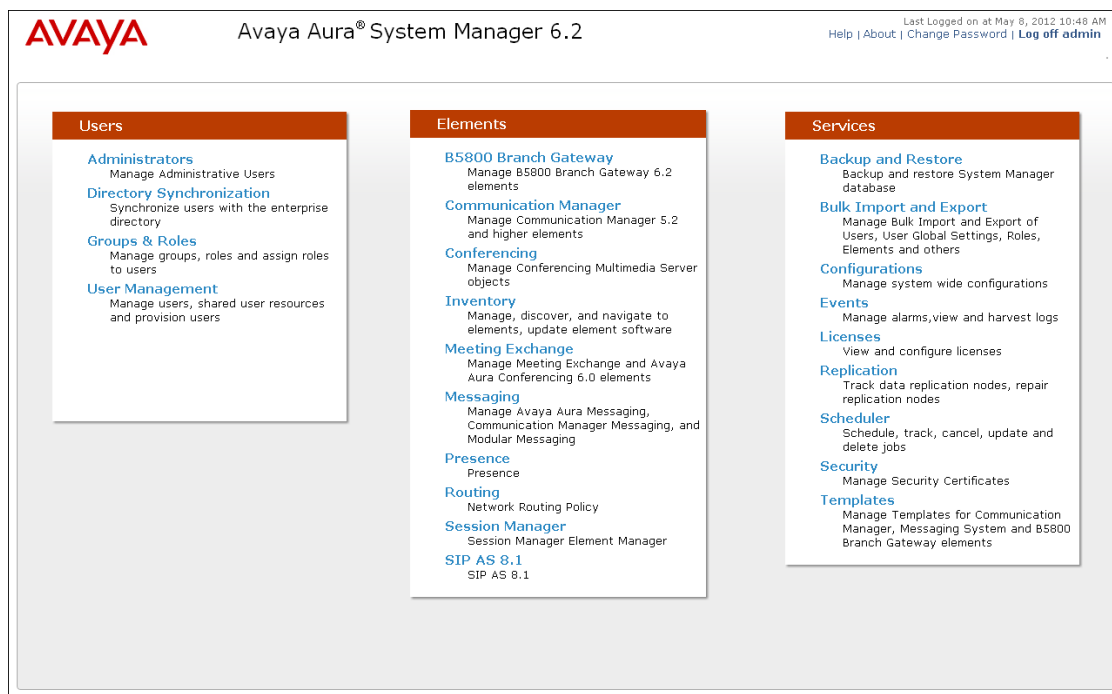 AVAYA
Avaya Aura® System Manager 6.2
Last Logged on at May 8, 2012 10:48 AM
Help | About | Change Password | Log off admin
Users
Administrators
Manage Administrative Users
Directory Synchronization
Synchronize users with the enterprise
directory
Groups & Roles
Manage groups, roles and assign roles
to users
User Management
Manage users, shared user resources
and provision users
Elements
B5800 Branch Gateway
Manage B5800 Branch Gateway 6.2
elements
Communication Manager
Manage Communication Manager 5.2
and higher elements
Conferencing
Manage Conferencing Multimedia Server
objects
Inventory
Manage, discover, and navigate to
elements, update element software
Meeting Exchange
Manage Meeting Exchange and Avaya
Aura Conferencing 6.0 elements
Messaging
Manage Avaya Aura Messaging,
Communication Manager Messaging, and
Modular Messaging
Presence
Presence
Routing
Network Routing Policy
Session Manager
Session Manager Element Manager
SIP AS 8.1
SIP AS 8.1
Services
Backup and Restore
Backup and restore System Manager
database
Bulk Import and Export
Manage Bulk Import and Export of
Users, User Global Settings, Roles,
Elements and others
Configurations
Manage system wide configurations
Events
Manage alarms,view and harvest logs
Licenses
View and configure licenses
Replication
Track data replication nodes, repair
replication nodes
Scheduler
Schedule, track, cancel, update and
delete jobs
Security
Manage Security Certificates
Templates
Manage Templates for Communication
Manager, Messaging System and B5800
Branch Gateway elements